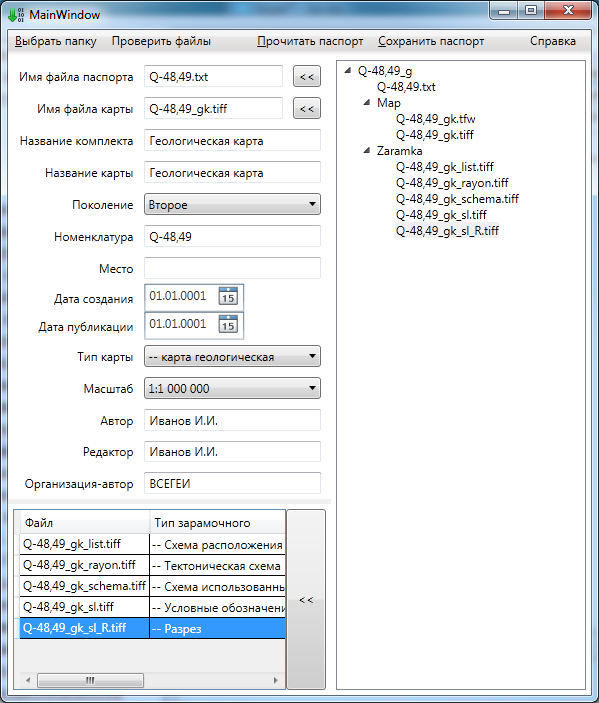 MainWindow
Выбрать папку Проверить файлы Прочитать паспорт Сохранить паспорт Справка
Имя файла паспорта Q-48,49.txt <<
Имя файла карты Q-48,49_gk.tiff <<
Название комплекта Геологическая карта
Название карты Геологическая карта
Поколение Второе
Номенклатура Q-48,49
Место
Дата создания 01.01.0001 15
Дата публикации 01.01.0001 15
Тип карты -- карта геологическая
Масштаб 1:1 000 000
Автор Иванов И.И.
Редактор Иванов И.И.
Организация-автор ВСЕГЕИ
Файл Тип зарамочного
Q-48,49_gk_list.tiff -- Схема расположения
Q-48,49_gk_rayon.tiff -- Тектоническая схема
Q-48,49_gk_schema.tiff -- Схема использованны
Q-48,49_gk_sl.tiff -- Условные обозначени
Q-48,49_gk_sl_R.tiff -- Разрез
<<
Q-48,49_g
Q-48,49.txt
Map
Q-48,49_gk.tfw
Q-48,49_gk.tiff
Zaramka
Q-48,49_gk_list.tiff
Q-48,49_gk_rayon.tiff
Q-48,49_gk_schema.tiff
Q-48,49_gk_sl.tiff
Q-48,49_gk_sl_R.tiff